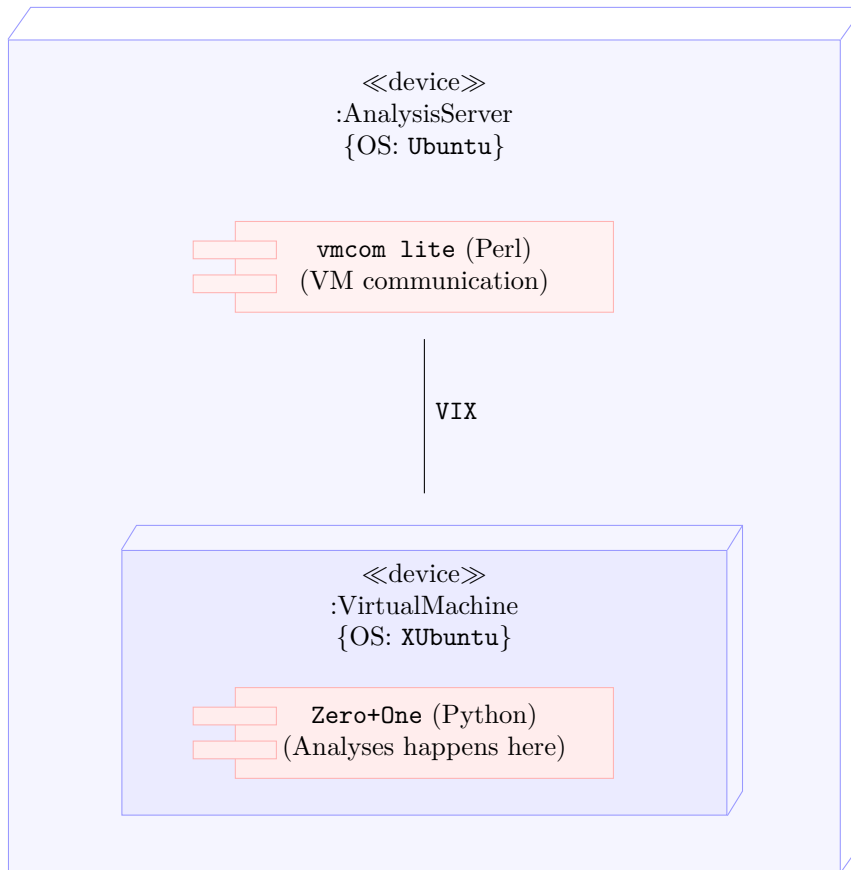 ≪device≫
:AnalysisServer
{OS: Ubuntu}
vmcom lite (Perl)
(VM communication)
VIX
≪device≫
:VirtualMachine
{OS: XUbuntu}
Zero+One (Python)
(Analyses happens here)